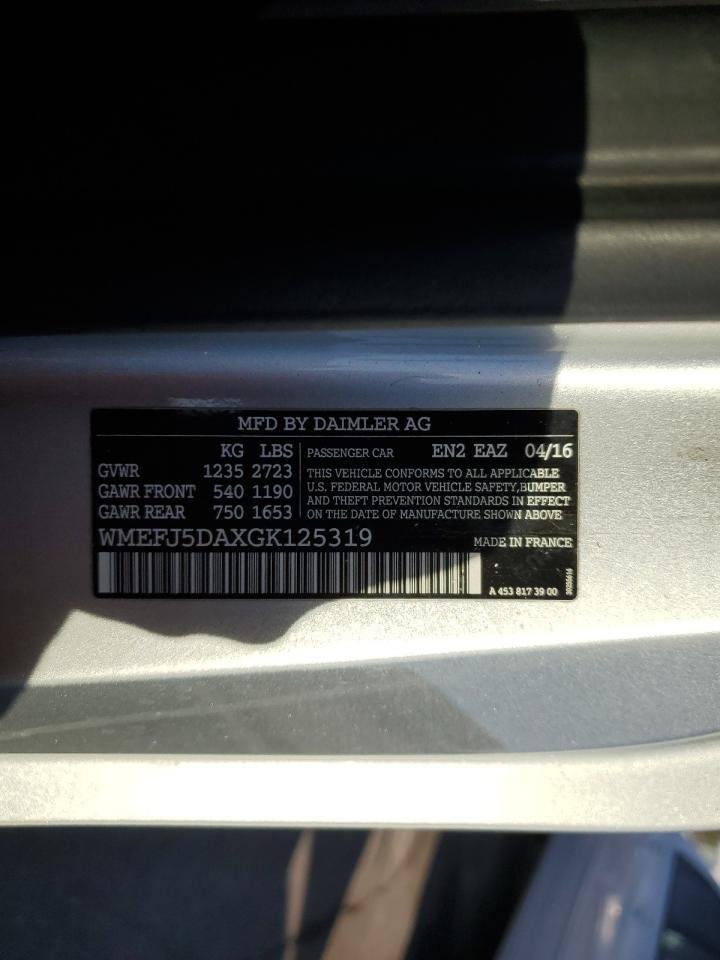 MFD BY DAIMLER AG
KG LBS PASSENGER CAR EN2 EAZ 04/16
GVWR 1235 2723 THIS VEHICLE CONFORMS TO ALL APPLICABLE
GAWR FRONT 540 1190 U.S. FEDERAL MOTOR VEHICLE SAFETY,BUMPER
AND THEFT PREVENTION STANDARDS IN EFFECT
GAWR REAR 750 1653 ON THE DATE OF MANUFACTURE SHOWN ABOVE
WMEFJ5DAXGK125319 MADE IN FRANCE
A 453 817 39 00